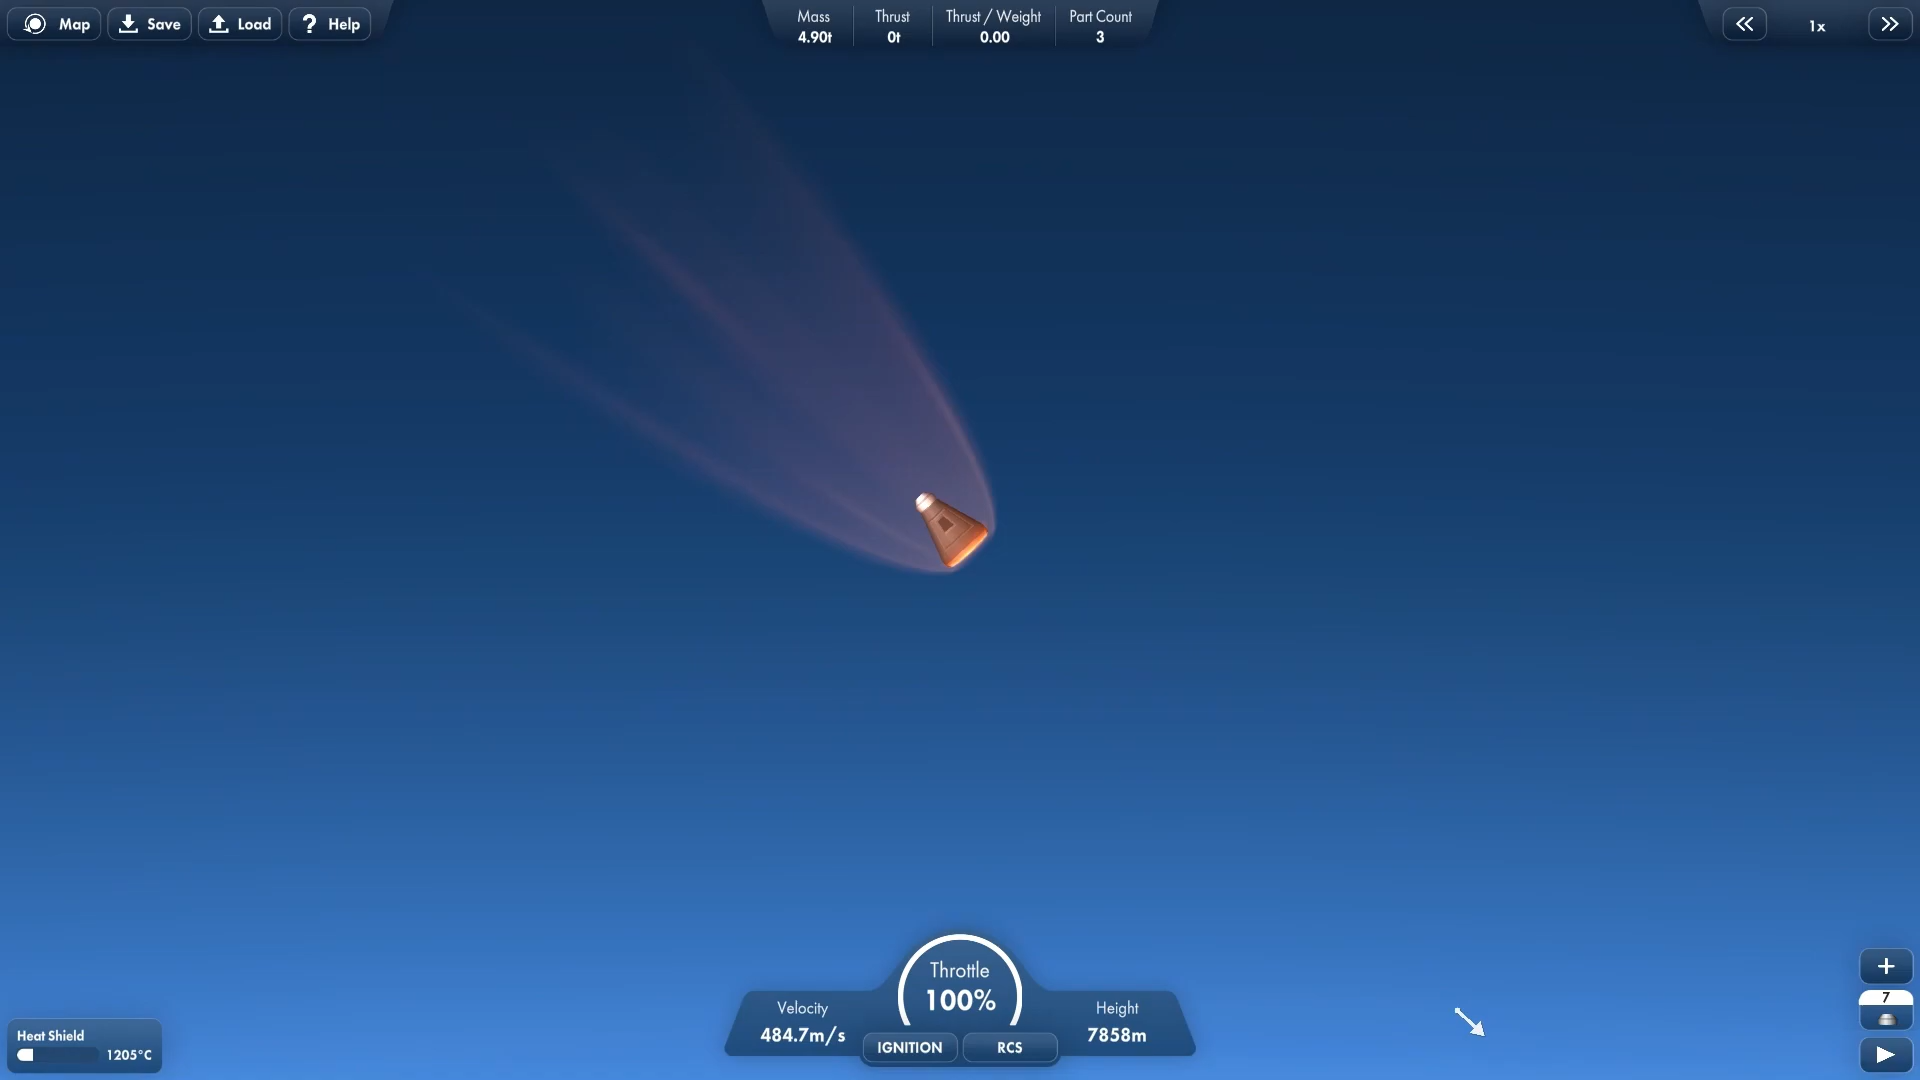 Map
Save
Load
? Help
Mass
4.90t
Thrust
0t
Thrust / Weight
0.00
Part Count
3
1x
Throttle
100%
Velocity
484.7m/s
IGNITION
RCS
Height
7858m
Heat Shield
1205°C
7